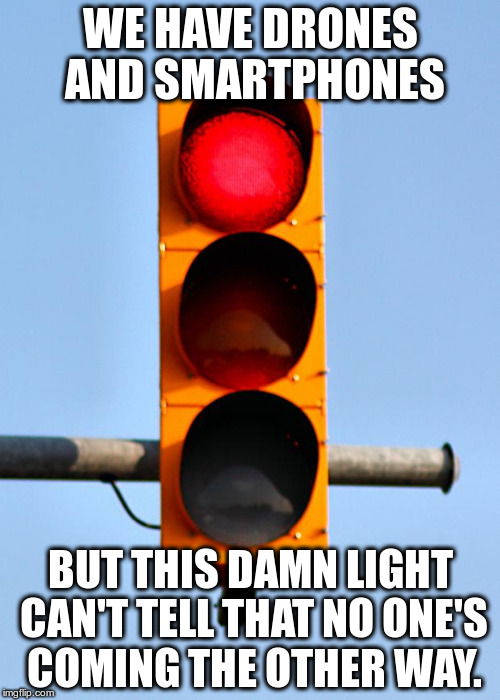 WE HAVE DRONES
AND SMARTPHONES
BUT THIS DAMN LIGHT
CAN'T TELL THAT NO ONE'S
COMING THE OTHER WAY.
imgflip.com